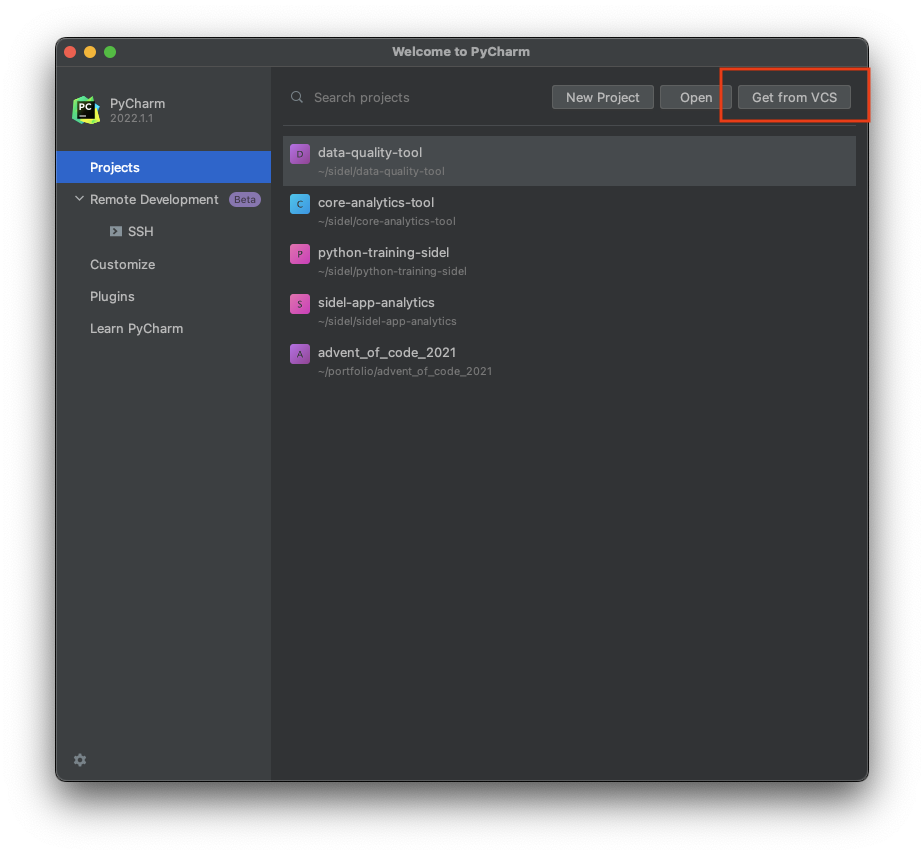 Welcome to PyCharm
PC
PyCharm
2022.1.1
Projects
Remote Development Beta
SSH
Customize
Plugins
Learn PyCharm
Search projects
New Project
Open
Get from VCS
D
data-quality-tool
~/sidel/data-quality-tool
C
core-analytics-tool
~/sidel/core-analytics-tool
P
python-training-sidel
~/sidel/python-training-sidel
S
sidel-app-analytics
~/sidel/sidel-app-analytics
A
advent_of_code_2021
~/portfolio/advent_of_code_2021